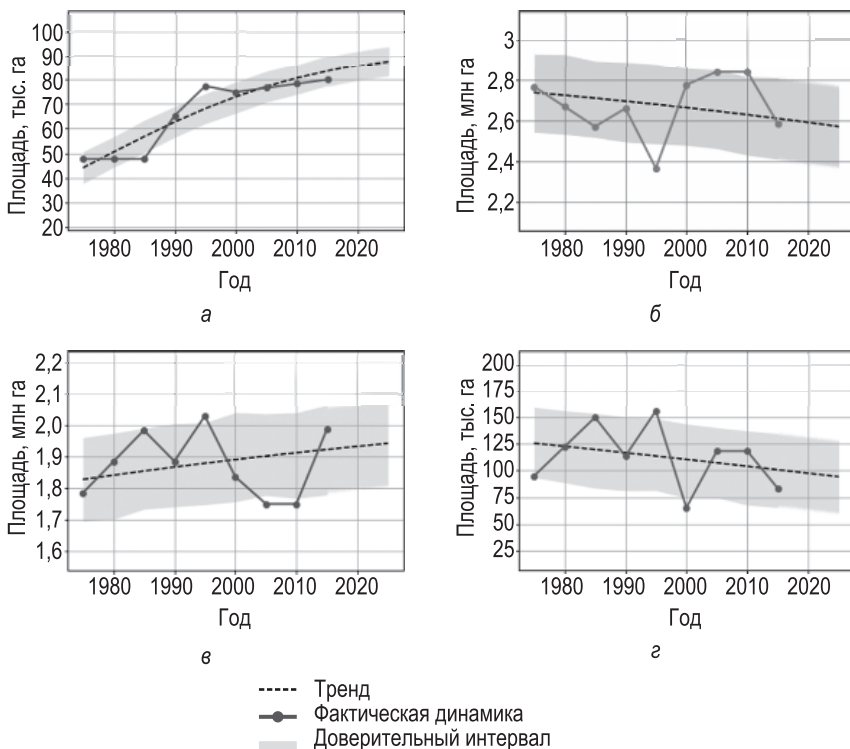 Площадь, тыс. га
100
90
80
70
60
50
40
30
20
1980 1990 2000 2010 2020
Год
а
Площадь, млн га
3
2,8
2,6
2,4
2,2
1980 1990 2000 2010 2020
Год
б
Площадь, млн га
2,2
2,1
2,0
1,9
1,8
1,7
1,6
1980 1990 2000 2010 2020
Год
в
Площадь, тыс. га
200
175
150
125
100
75
50
25
1980 1990 2000 2010 2020
Год
г
Тренд
Фактическая динамика
Доверительный интервал